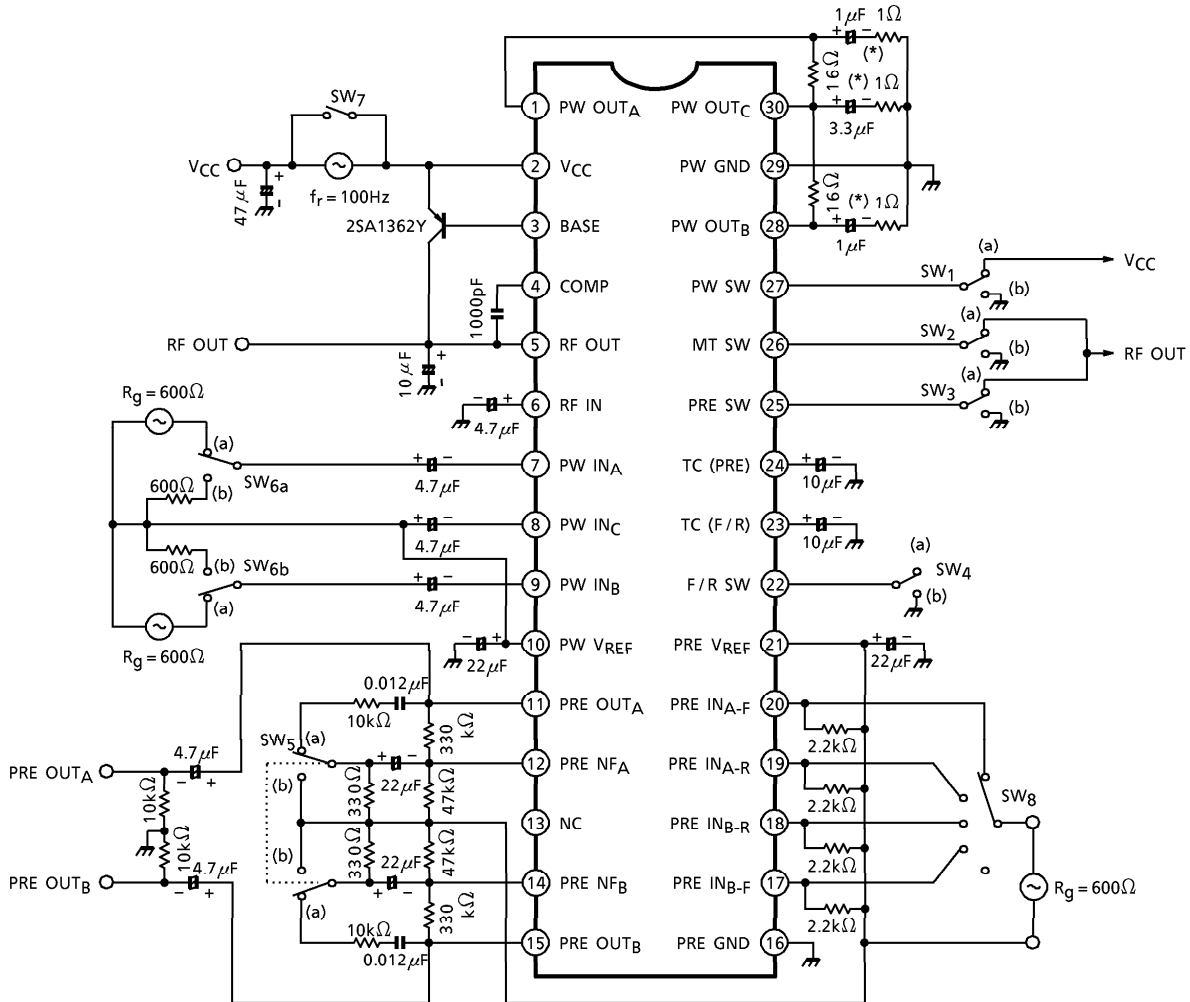 1μF 1Ω
+ −
(*)
16Ω
(*) 1Ω
+ −
3.3μF
16Ω
(*) 1Ω
+ −
1μF
SW7
VCC
+
-
47μF
fr = 100Hz
2SA1362Y
1000pF
RF OUT
+
-
10μF
− +
4.7μF
Rg = 600Ω
(a)
SW6a
(b)
600Ω
+ −
4.7μF
+ −
4.7μF
600Ω
(b)
SW6b
(a)
+ −
4.7μF
Rg = 600Ω
− +
22μF
0.012μF
10kΩ
330 kΩ
SW5
(a)
+ −
22μF
4.7μF
− +
PRE OUTA
330Ω
47kΩ
(b)
10kΩ
10kΩ
330Ω
47kΩ
(b)
22μF
+ −
4.7μF
− +
PRE OUTB
(a)
330 kΩ
10kΩ
0.012μF
1 PW OUTA
2 VCC
3 BASE
4 COMP
5 RF OUT
6 RF IN
7 PW INA
8 PW INC
9 PW INB
10 PW VREF
11 PRE OUTA
12 PRE NFA
13 NC
14 PRE NFB
15 PRE OUTB
PW OUTC 30
PW GND 29
PW OUTB 28
PW SW 27
MT SW 26
PRE SW 25
TC (PRE) 24
TC (F / R) 23
F / R SW 22
PRE VREF 21
PRE INA-F 20
PRE INA-R 19
PRE INB-R 18
PRE INB-F 17
PRE GND 16
SW1
(a)
(b)
VCC
SW2
(a)
(b)
RF OUT
SW3
(a)
(b)
+ −
10μF
+ −
10μF
(a)
SW4
(b)
+ −
22μF
2.2kΩ
2.2kΩ
2.2kΩ
2.2kΩ
SW8
Rg = 600Ω